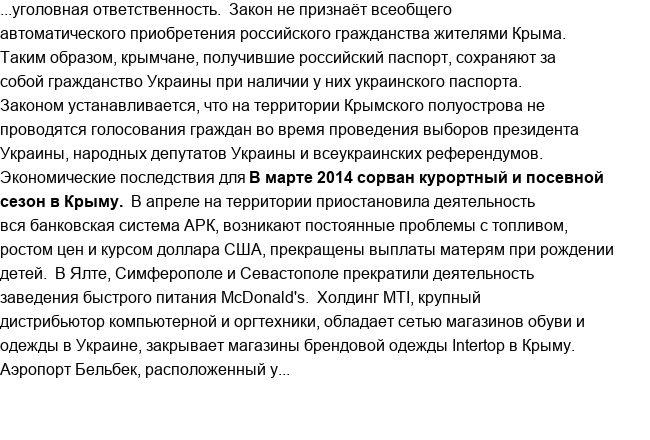 ...уголовная ответственность.  Закон не признаёт всеобщего
автоматического приобретения российского гражданства жителями Крыма.
Таким образом, крымчане, получившие российский паспорт, сохраняют за
собой гражданство Украины при наличии у них украинского паспорта.
Законом устанавливается, что на территории Крымского полуострова не
проводятся голосования граждан во время проведения выборов президента
Украины, народных депутатов Украины и всеукраинских референдумов.
Экономические последствия для В марте 2014 сорван курортный и посевной
сезон в Крыму.  В апреле на территории приостановила деятельность
вся банковская система АРК, возникают постоянные проблемы с топливом,
ростом цен и курсом доллара США, прекращены выплаты матерям при рождении
детей.  В Ялте, Симферополе и Севастополе прекратили деятельность
заведения быстрого питания McDonald's.  Холдинг MTI, крупный
дистрибьютор компьютерной и оргтехники, обладает сетью магазинов обуви и
одежды в Украине, закрывает магазины брендовой одежды Intertop в Крыму.
Аэропорт Бельбек, расположенный у...